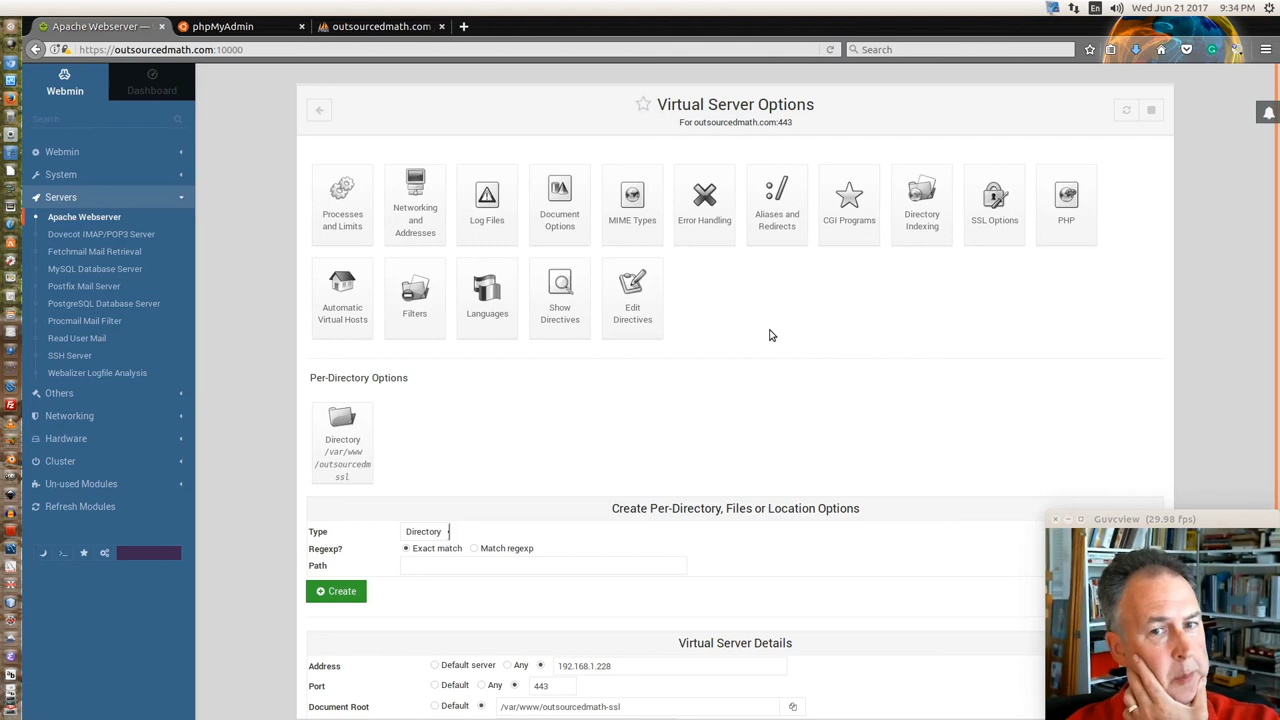 En
Wed Jun 21 2017
9:34 PM
Apache Webserver —
phpMyAdmin
outsourcedmath.com
https://outsourcedmath.com:10000
Search
Webmin
Dashboard
Search
Webmin
System
Servers
Apache Webserver
Dovecot IMAP/POP3 Server
Fetchmail Mail Retrieval
MySQL Database Server
Postfix Mail Server
PostgreSQL Database Server
Procmail Mail Filter
Read User Mail
SSH Server
Webalizer Logfile Analysis
Others
Networking
Hardware
Cluster
Un-used Modules
Refresh Modules
Virtual Server Options
For outsourcedmath.com:443
Processes
and Limits
Networking
and
Addresses
Log Files
Document
Options
MIME Types
Error Handling
Aliases and
Redirects
CGI Programs
Directory
Indexing
SSL Options
PHP
Automatic
Virtual Hosts
Filters
Languages
Show
Directives
Edit
Directives
Per-Directory Options
Directory
/var/www
/outsourcedm
ssl
Create Per-Directory, Files or Location Options
Type Directory
Regexp? Exact match Match regexp
Path
Create
Virtual Server Details
Address Default server Any 192.168.1.228
Port Default Any 443
Document Root Default /var/www/outsourcedmath-ssl
Guvcview (29.98 fps)